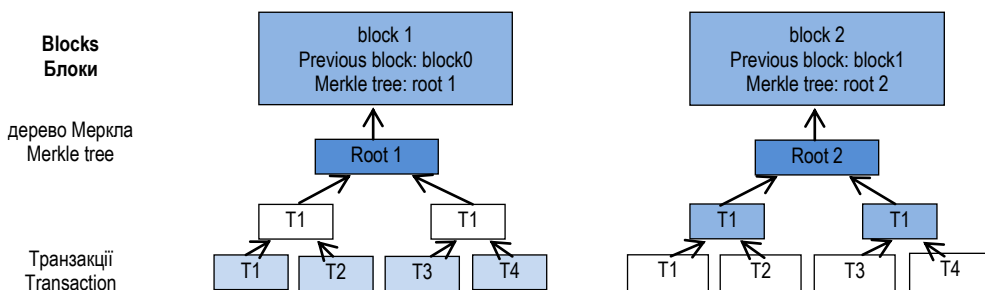 Blocks
Блоки
block 1
Previous block: block0
Merkle tree: root 1
block 2
Previous block: block1
Merkle tree: root 2
дерево Меркла
Merkle tree
Root 1
Root 2
T1
T1
T1
T1
Транзакції
Transaction
T1
T2
T3
T4
T1
T2
T3
T4